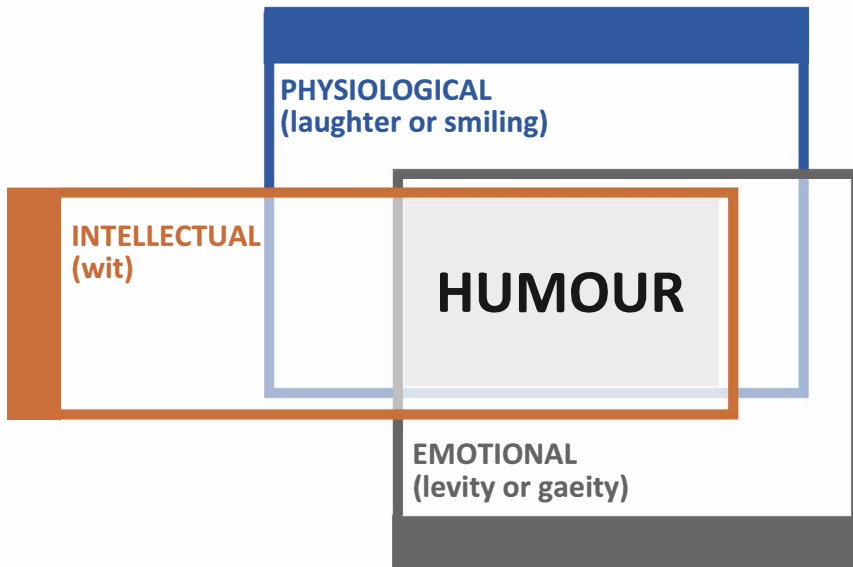 PHYSIOLOGICAL
(laughter or smiling)
INTELLECTUAL
(wit)
HUMOUR
EMOTIONAL
(levity or gaeity)